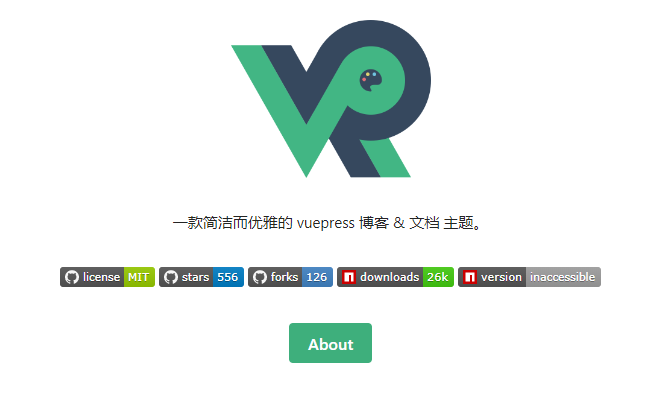 一款简洁而优雅的 vuepress 博客 & 文档 主题。
license MIT stars 556 forks 126 downloads 26k version inaccessible
About